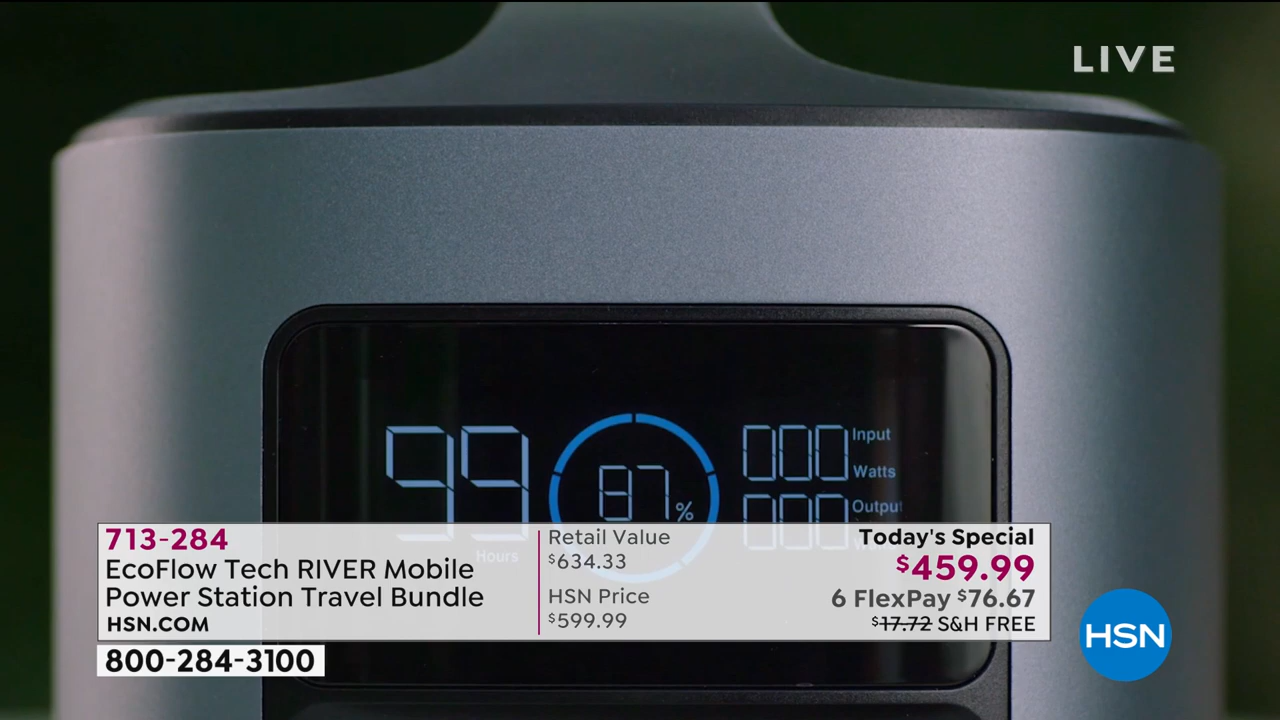 LIVE
99
Hours
87%
000 Input
Watts
000 Output
713-284
EcoFlow Tech RIVER Mobile
Power Station Travel Bundle
HSN.COM
800-284-3100
Retail Value
$634.33
HSN Price
$599.99
Today's Special
$459.99
6 FlexPay $76.67
$17.72 S&H FREE
HSN